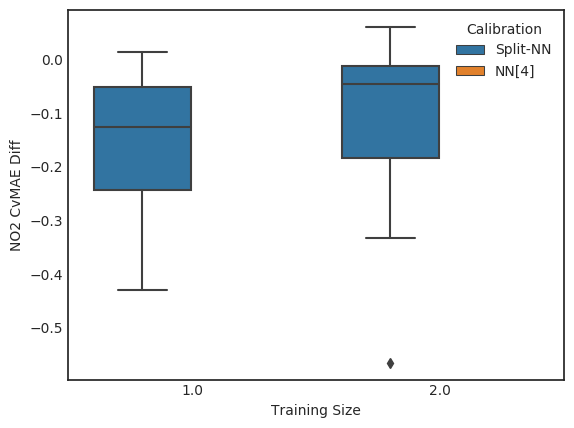 Calibration
Split-NN
NN[4]
0.0
−0.1
−0.2
−0.3
−0.4
−0.5
NO2 CvMAE Diff
1.0
2.0
Training Size